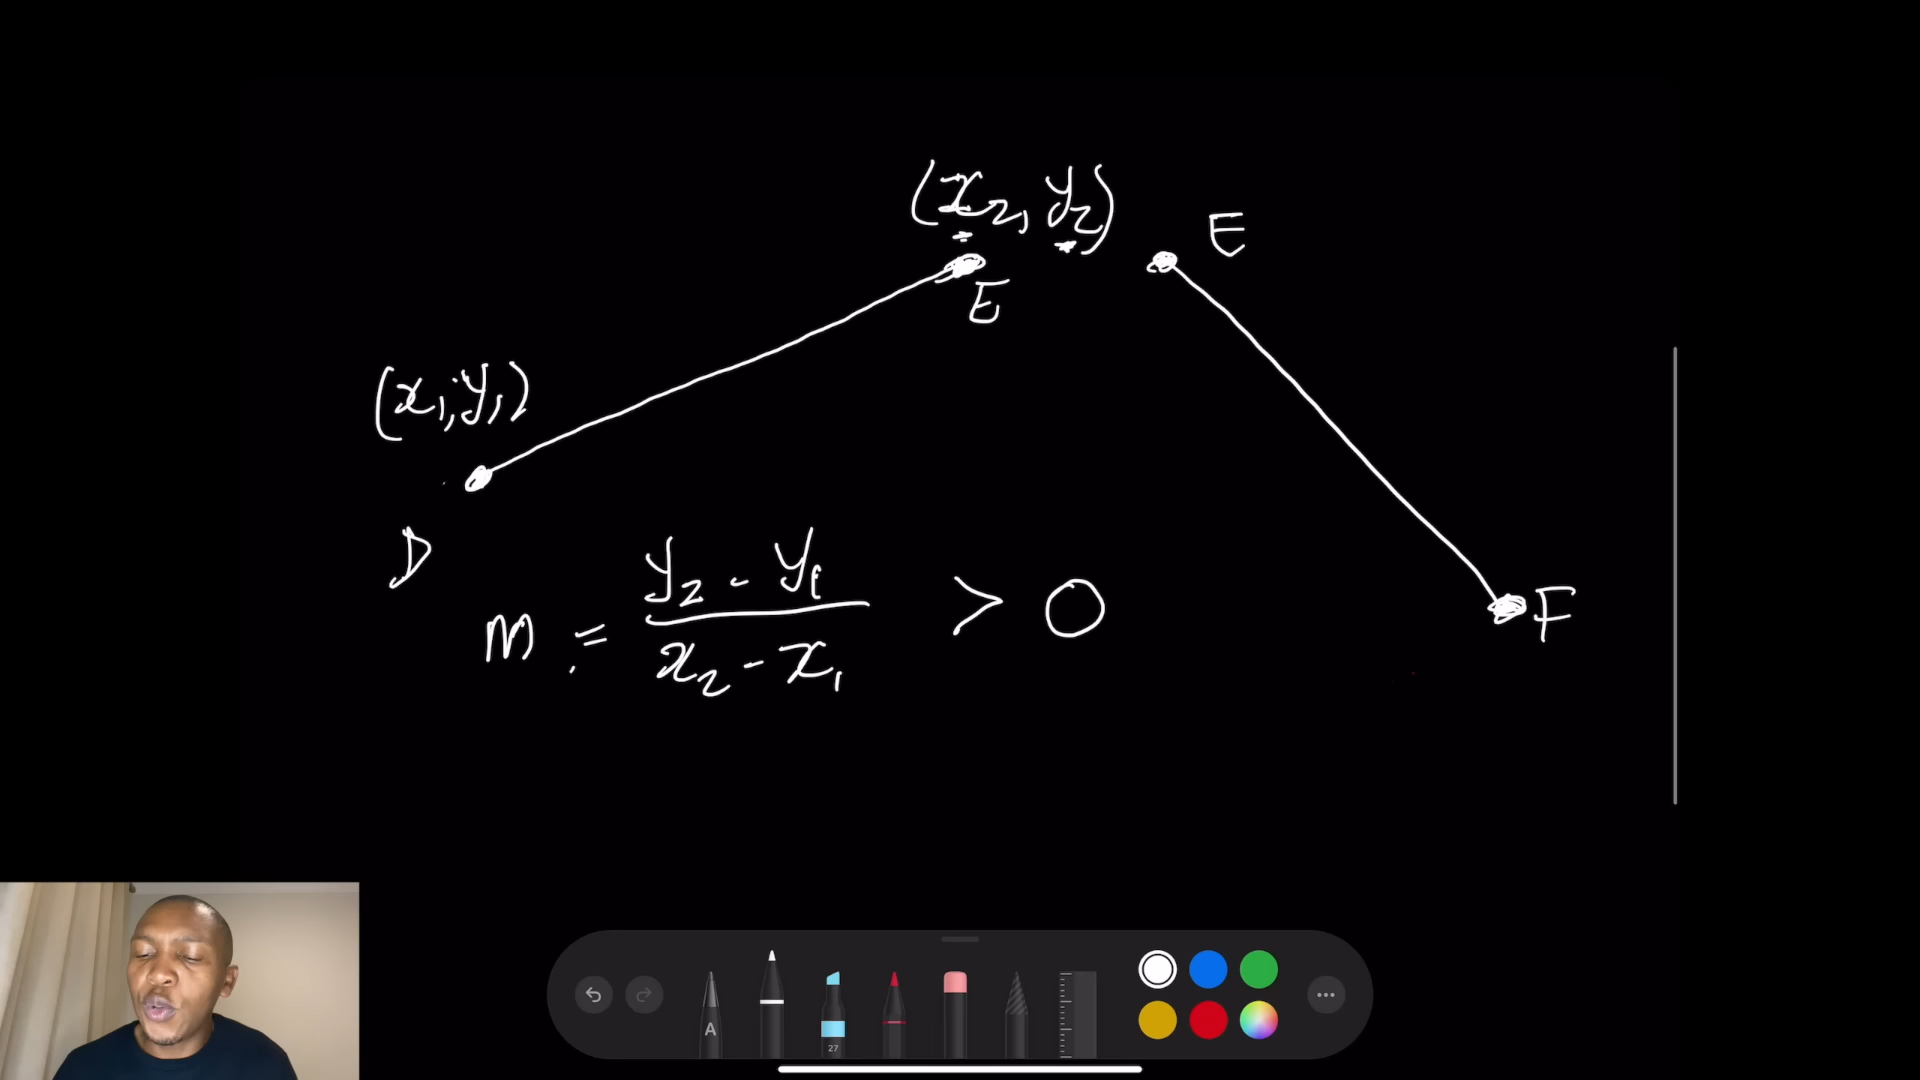 (x₂, y₂)
E
E
(x₁; y₁)
D
m = y₂ - y₁ / x₂ - x₁ > 0
F
A
27